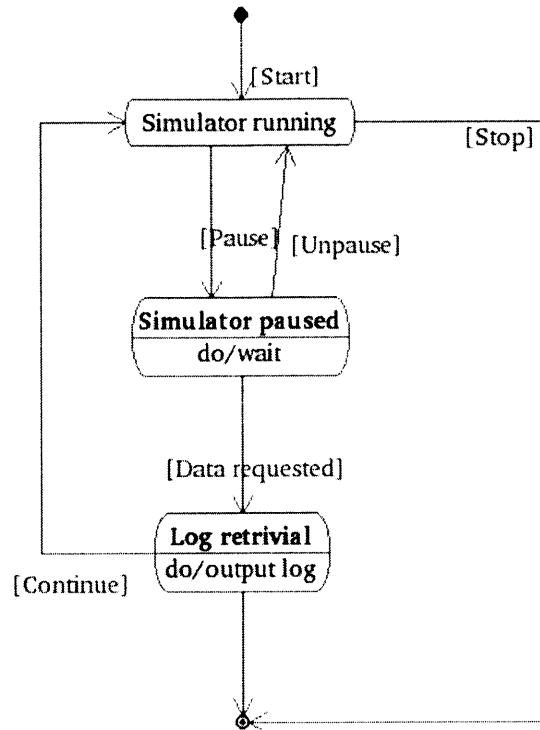 [Start]
Simulator running
[Stop]
[Pause]
[Unpause]
Simulator paused
do/wait
[Data requested]
Log retrivial
do/output log
[Continue]